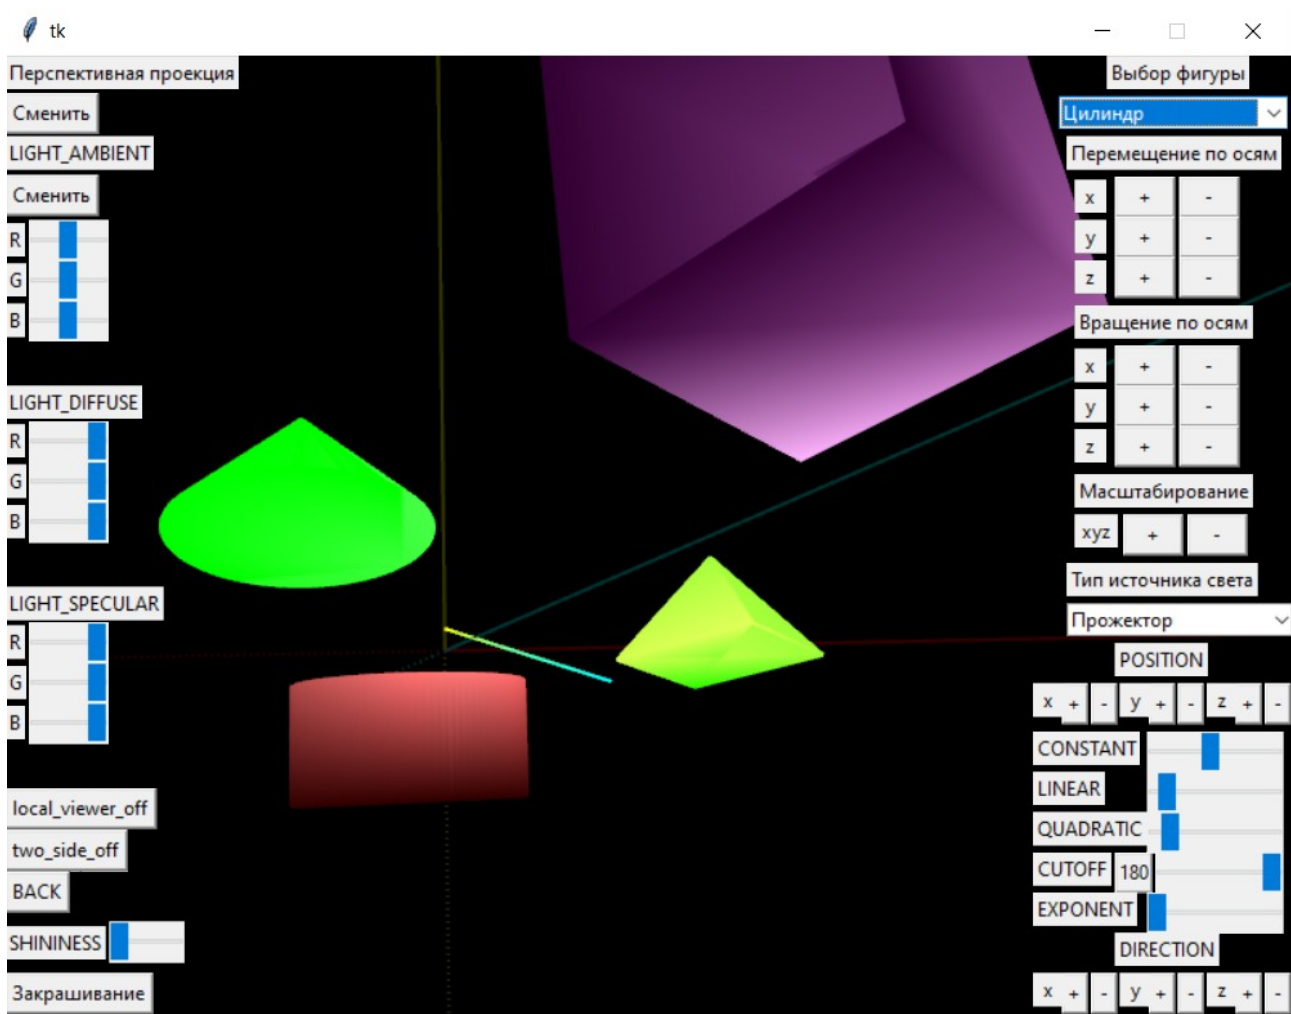 tk
Перспективная проекция
Сменить
LIGHT_AMBIENT
Сменить
R
G
B
LIGHT_DIFFUSE
R
G
B
LIGHT_SPECULAR
R
G
B
local_viewer_off
two_side_off
BACK
SHININESS
Закрашивание
Выбор фигуры
Цилиндр
Перемещение по осям
x + -
y + -
z + -
Вращение по осям
x + -
y + -
z + -
Масштабирование
xyz + -
Тип источника света
Прожектор
POSITION
x + - y + - z + -
CONSTANT
LINEAR
QUADRATIC
CUTOFF 180
EXPONENT
DIRECTION
x + - y + - z + -